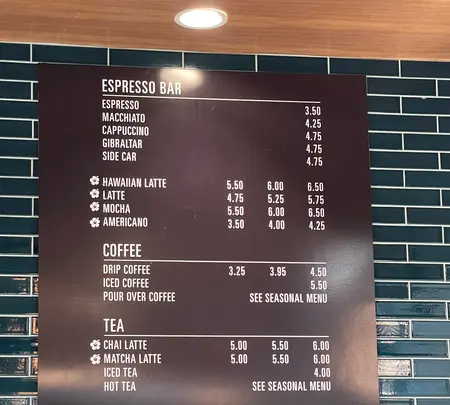 ESPRESSO BAR
ESPRESSO 3.50
MACCHIATO 4.25
CAPPUCCINO 4.75
GIBRALTAR 4.75
SIDE CAR 4.75
HAWAIIAN LATTE 5.50 6.00 6.50
LATTE 4.75 5.25 5.75
MOCHA 5.50 6.00 6.50
AMERICANO 3.50 4.00 4.25
COFFEE
DRIP COFFEE 3.25 3.95 4.50
ICED COFFEE 5.50
POUR OVER COFFEE SEE SEASONAL MENU
TEA
CHAI LATTE 5.00 5.50 6.00
MATCHA LATTE 5.00 5.50 6.00
ICED TEA 4.00
HOT TEA SEE SEASONAL MENU